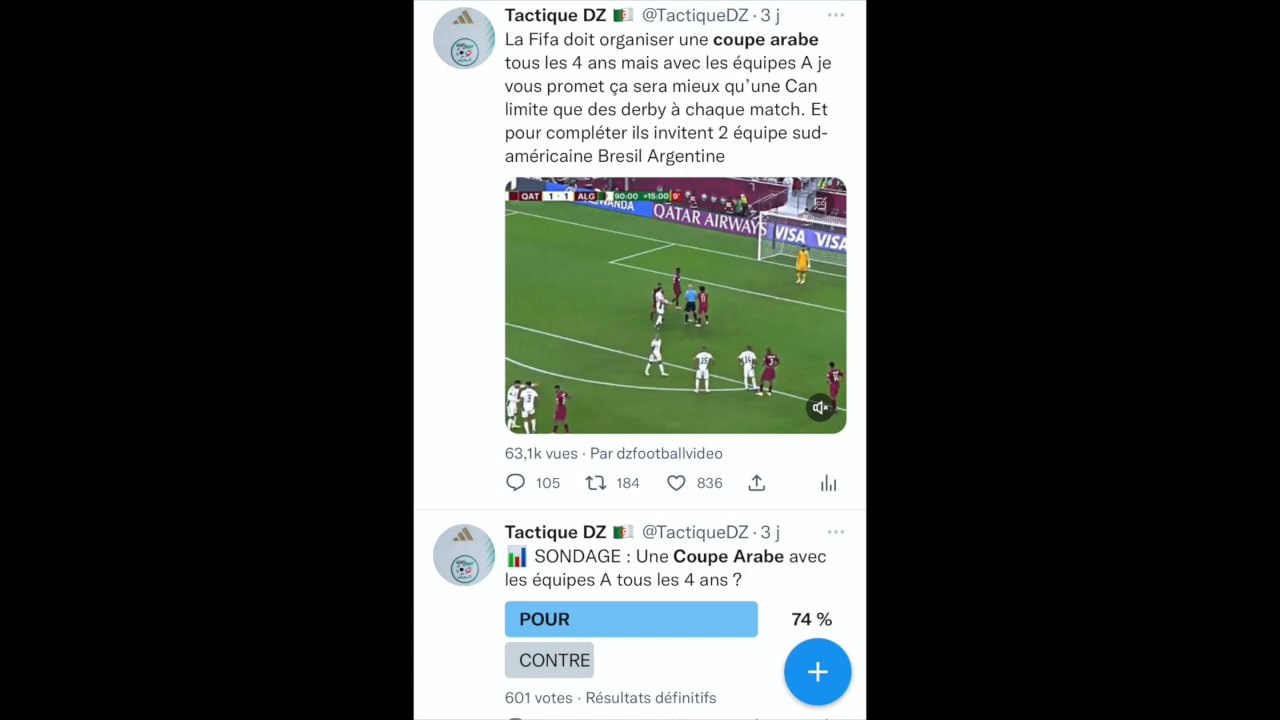 Tactique DZ 🇩🇿 @TactiqueDZ · 3 j
La Fifa doit organiser une coupe arabe
tous les 4 ans mais avec les équipes A je
vous promet ça sera mieux qu’une Can
limite que des derby à chaque match. Et
pour compléter ils invitent 2 équipe sud-
américaine Bresil Argentine
QAT 1 - 1 ALG 90:00 +15:00 9'
QATAR AIRWAYS VISA VISA
63,1k vues · Par dzfootballvideo
105 184 836
Tactique DZ 🇩🇿 @TactiqueDZ · 3 j
📊 SONDAGE : Une Coupe Arabe avec
les équipes A tous les 4 ans ?
POUR 74 %
CONTRE
601 votes · Résultats définitifs